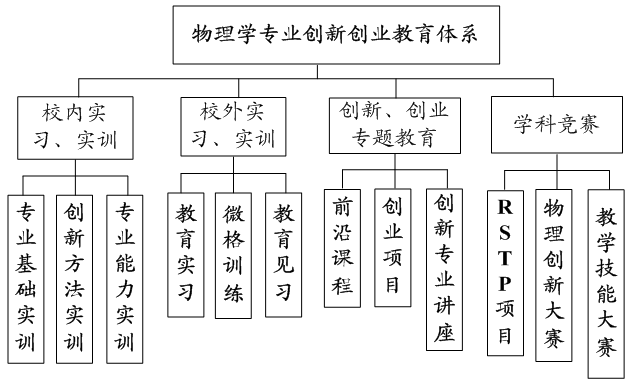 物理学专业创新创业教育体系
校内实
习、实训
校外实
习、实训
创新、创业
专题教育
学科竞赛
专业基础实训
创新方法实训
专业能力实训
教育实习
微格训练
教育见习
前沿课程
创业项目
创新专业讲座
RSTP项目
物理创新大赛
教学技能大赛